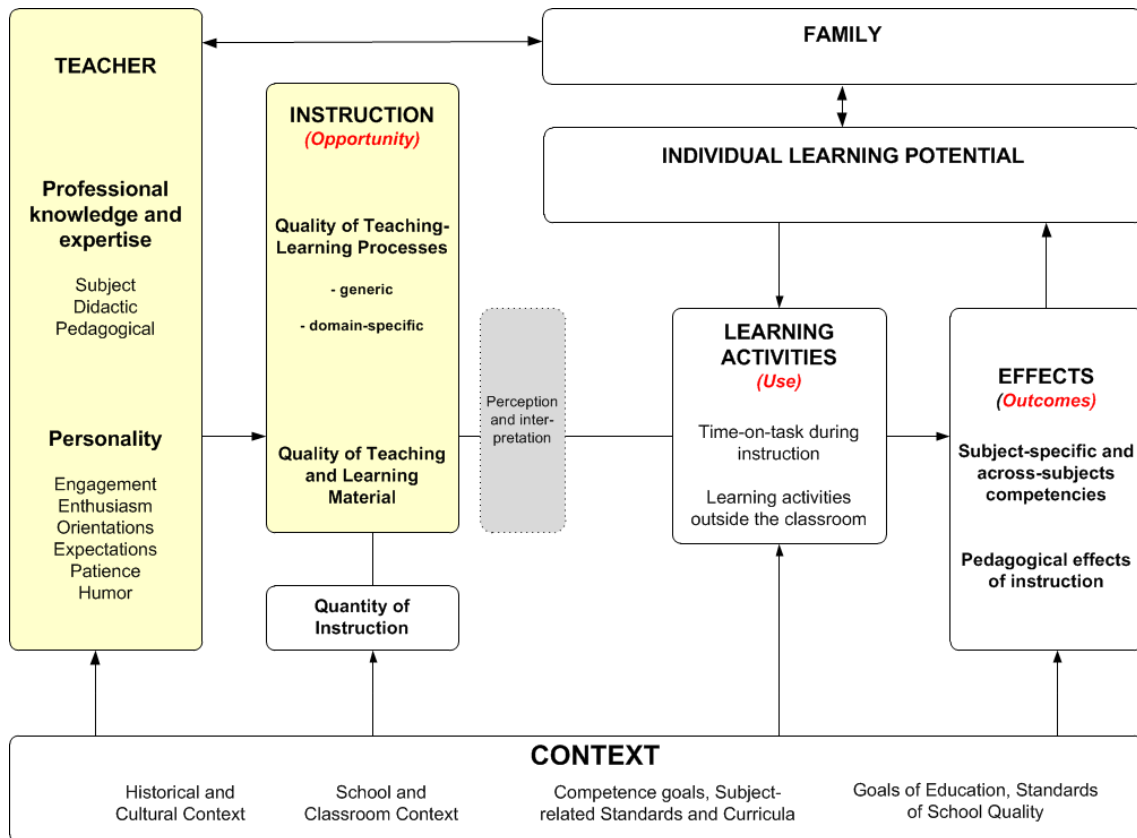 TEACHER
Professional
knowledge and
expertise
Subject
Didactic
Pedagogical
Personality
Engagement
Enthusiasm
Orientations
Expectations
Patience
Humor
INSTRUCTION
(Opportunity)
Quality of Teaching-
Learning Processes
- generic
- domain-specific
Quality of Teaching
and Learning
Material
Quantity of
Instruction
Perception
and inter-
pretation
FAMILY
INDIVIDUAL LEARNING POTENTIAL
LEARNING
ACTIVITIES
(Use)
Time-on-task during
instruction
Learning activities
outside the classroom
EFFECTS
(Outcomes)
Subject-specific and
across-subjects
competencies
Pedagogical effects
of instruction
CONTEXT
Historical and
Cultural Context
School and
Classroom Context
Competence goals, Subject-
related Standards and Curricula
Goals of Education, Standards
of School Quality